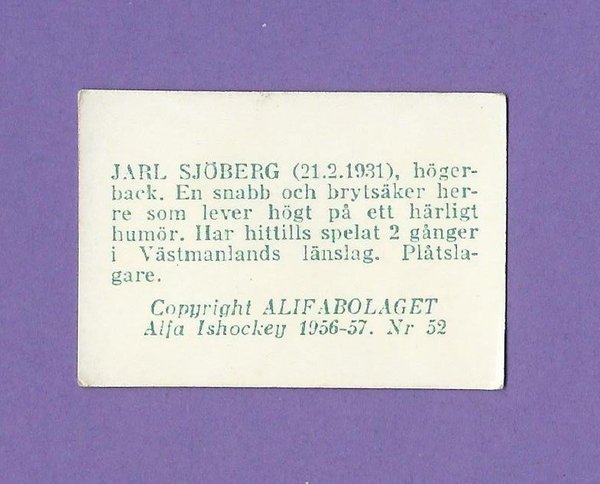 JARL SJÖBERG (21.2.1931), höger-
back. En snabb och brytsäker her-
re som lever högt på ett härligt
humör. Har hittills spelat 2 gånger
i Västmanlands länslag. Plåtsla-
gare.
Copyright ALIFABOLAGET
Alfa Ishockey 1956-57. Nr 52